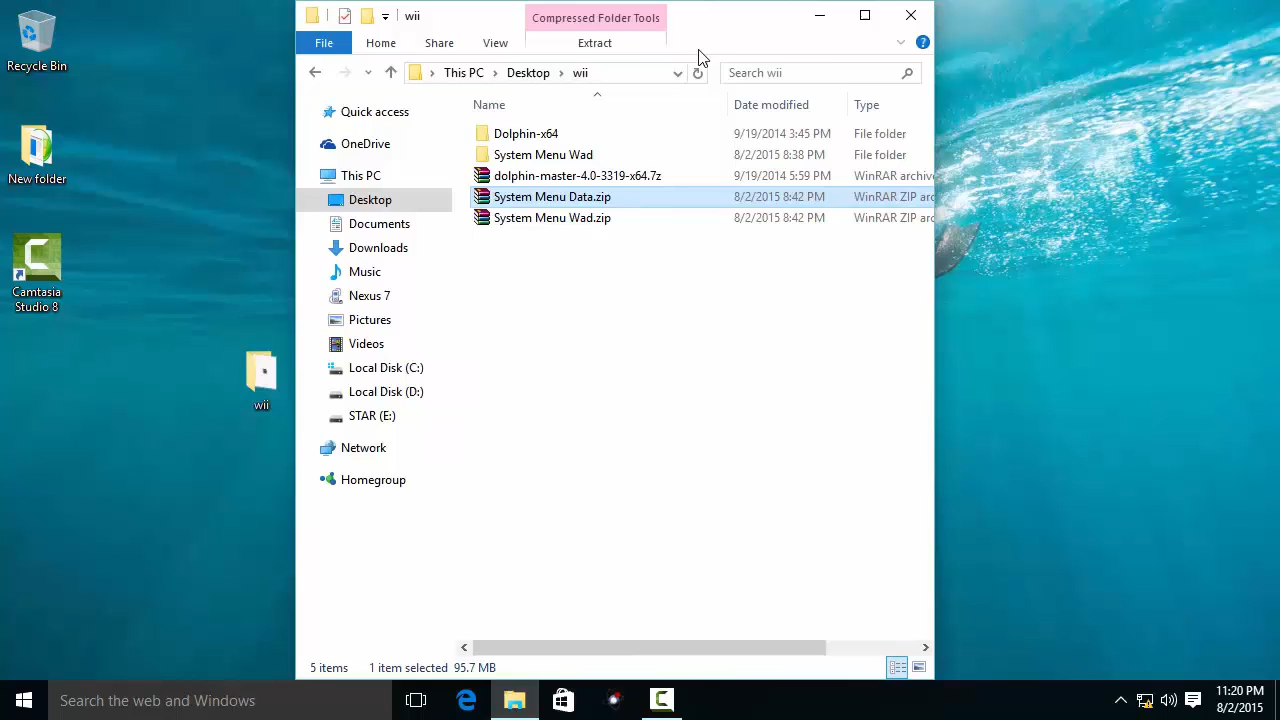 Recycle Bin
New folder
Camtasia
Studio 8
wii
wii
Compressed Folder Tools
File
Home
Share
View
Extract
This PC
Desktop
wii
Search wii
Name
Date modified
Type
Quick access
OneDrive
This PC
Desktop
Documents
Downloads
Music
Nexus 7
Pictures
Videos
Local Disk (C:)
Local Disk (D:)
STAR (E:)
Network
Homegroup
Dolphin-x64 9/19/2014 3:45 PM File folder
System Menu Wad 8/2/2015 8:38 PM File folder
dolphin-master-4.0-3319-x64.7z 9/19/2014 5:59 PM WinRAR archive
System Menu Data.zip 8/2/2015 8:42 PM WinRAR ZIP arc
System Menu Wad.zip 8/2/2015 8:42 PM WinRAR ZIP arc
5 items 1 item selected 95.7 MB
Search the web and Windows
11:20 PM
8/2/2015